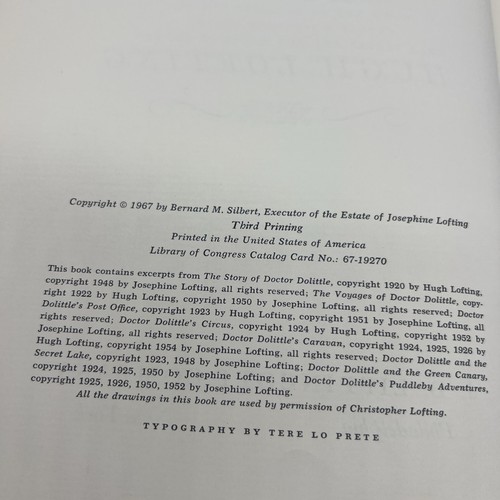 Copyright © 1967 by Bernard M. Silbert, Executor of the Estate of Josephine Lofting
Third Printing
Printed in the United States of America
Library of Congress Catalog Card No.: 67-19270
This book contains excerpts from The Story of Doctor Dolittle, copyright 1920 by Hugh Lofting,
copyright 1948 by Josephine Lofting, all rights reserved; The Voyages of Doctor Dolittle, copy-
right 1922 by Hugh Lofting, copyright 1950 by Josephine Lofting, all rights reserved; Doctor
Dolittle's Post Office, copyright 1923 by Hugh Lofting, copyright 1951 by Josephine Lofting, all
rights reserved; Doctor Dolittle's Circus, copyright 1924 by Hugh Lofting, copyright 1952 by
Josephine Lofting, all rights reserved; Doctor Dolittle's Caravan, copyright 1924, 1925, 1926 by
Hugh Lofting, copyright 1954 by Josephine Lofting, all rights reserved; Doctor Dolittle and the
Secret Lake, copyright 1923, 1948 by Josephine Lofting; Doctor Dolittle and the Green Canary,
copyright 1924, 1925, 1950 by Josephine Lofting; and Doctor Dolittle's Puddleby Adventures,
copyright 1925, 1926, 1950, 1952 by Josephine Lofting.
All the drawings in this book are used by permission of Christopher Lofting.
TYPOGRAPHY BY TERE LO PRETE